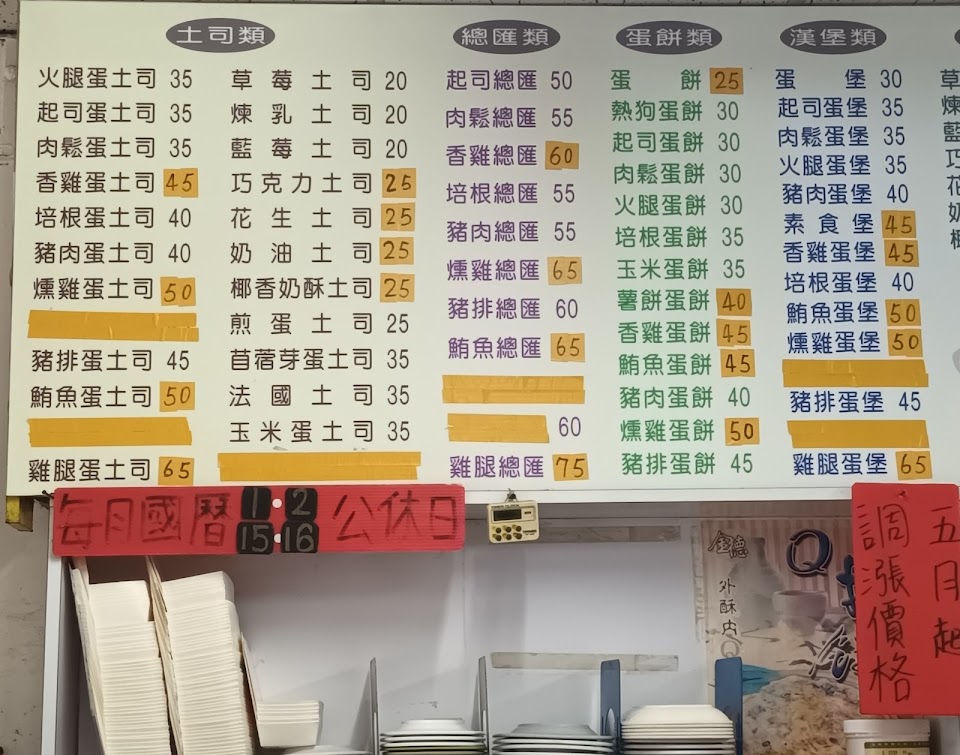 土司類
火腿蛋土司 35
起司蛋土司 35
肉鬆蛋土司 35
香雞蛋土司 45
培根蛋土司 40
豬肉蛋土司 40
燻雞蛋土司 50
豬排蛋土司 45
鮪魚蛋土司 50
雞腿蛋土司 65
草莓土司 20
煉乳土司 20
藍莓土司 20
巧克力土司 25
花生土司 25
奶油土司 25
椰香奶酥土司 25
煎蛋土司 25
苜蓿芽蛋土司 35
法國土司 35
玉米蛋土司 35
總匯類
起司總匯 50
肉鬆總匯 55
香雞總匯 60
培根總匯 55
豬肉總匯 55
燻雞總匯 65
豬排總匯 60
鮪魚總匯 65
60
雞腿總匯 75
蛋餅類
蛋餅 25
熱狗蛋餅 30
起司蛋餅 30
肉鬆蛋餅 30
火腿蛋餅 30
培根蛋餅 35
玉米蛋餅 35
薯餅蛋餅 40
香雞蛋餅 45
鮪魚蛋餅 45
豬肉蛋餅 40
燻雞蛋餅 50
豬排蛋餅 45
漢堡類
蛋堡 30
起司蛋堡 35
肉鬆蛋堡 35
火腿蛋堡 35
豬肉蛋堡 40
素食堡 45
香雞蛋堡 45
培根蛋堡 40
鮪魚蛋堡 50
燻雞蛋堡 50
豬排蛋堡 45
雞腿蛋堡 65
草
煉
藍
巧
花
奶
椰
每月國曆 1.2 15.16 公休日
五月起
調漲價格
金德
Q
外酥內Q